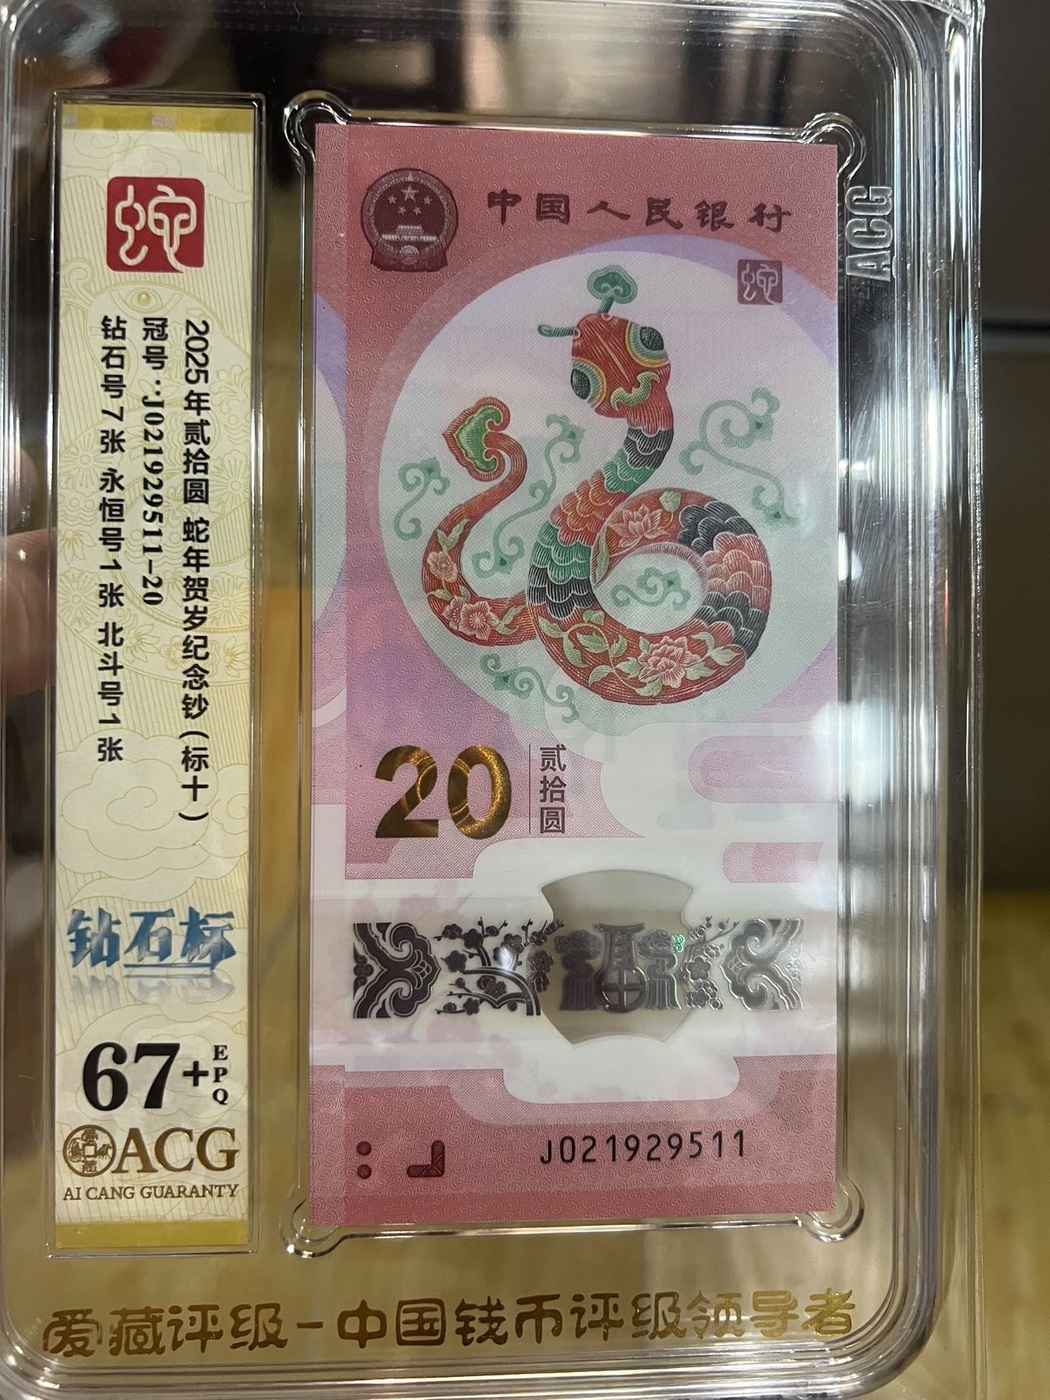 蛇
2025年贰拾圆 蛇年贺岁纪念钞（标十）
冠号：J021929511—20
钻石号7张 永恒号1张 北斗号1张
钻石标
67+
EPQ
ACG
AI CANG GUARANTY
中国人民银行
蛇
20
贰拾圆
福
J021929511
ACG
爱藏评级-中国钱币评级领导者